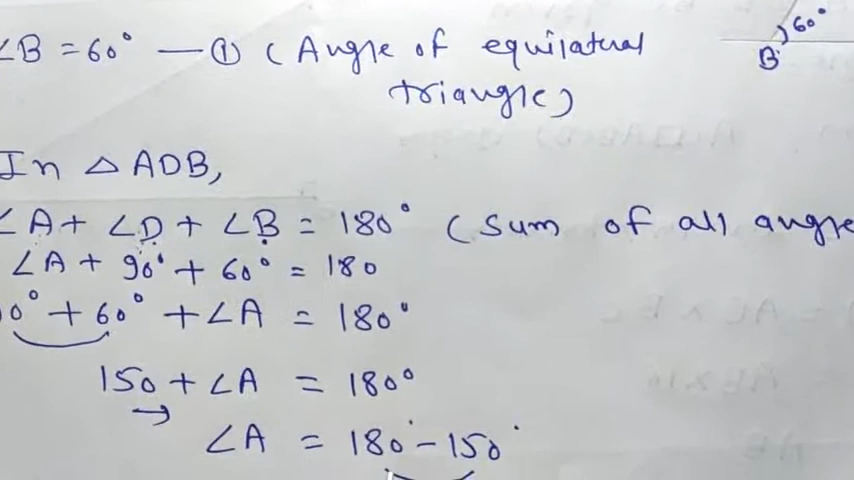 ∠B = 60° — ① (Angle of equilateral
triangle)
60°
B
In △ ADB,
∠A + ∠D + ∠B = 180° (Sum of all angle
∠A + 90° + 60° = 180
0° + 60° + ∠A = 180°
150 + ∠A = 180°
∠A = 180° - 150°